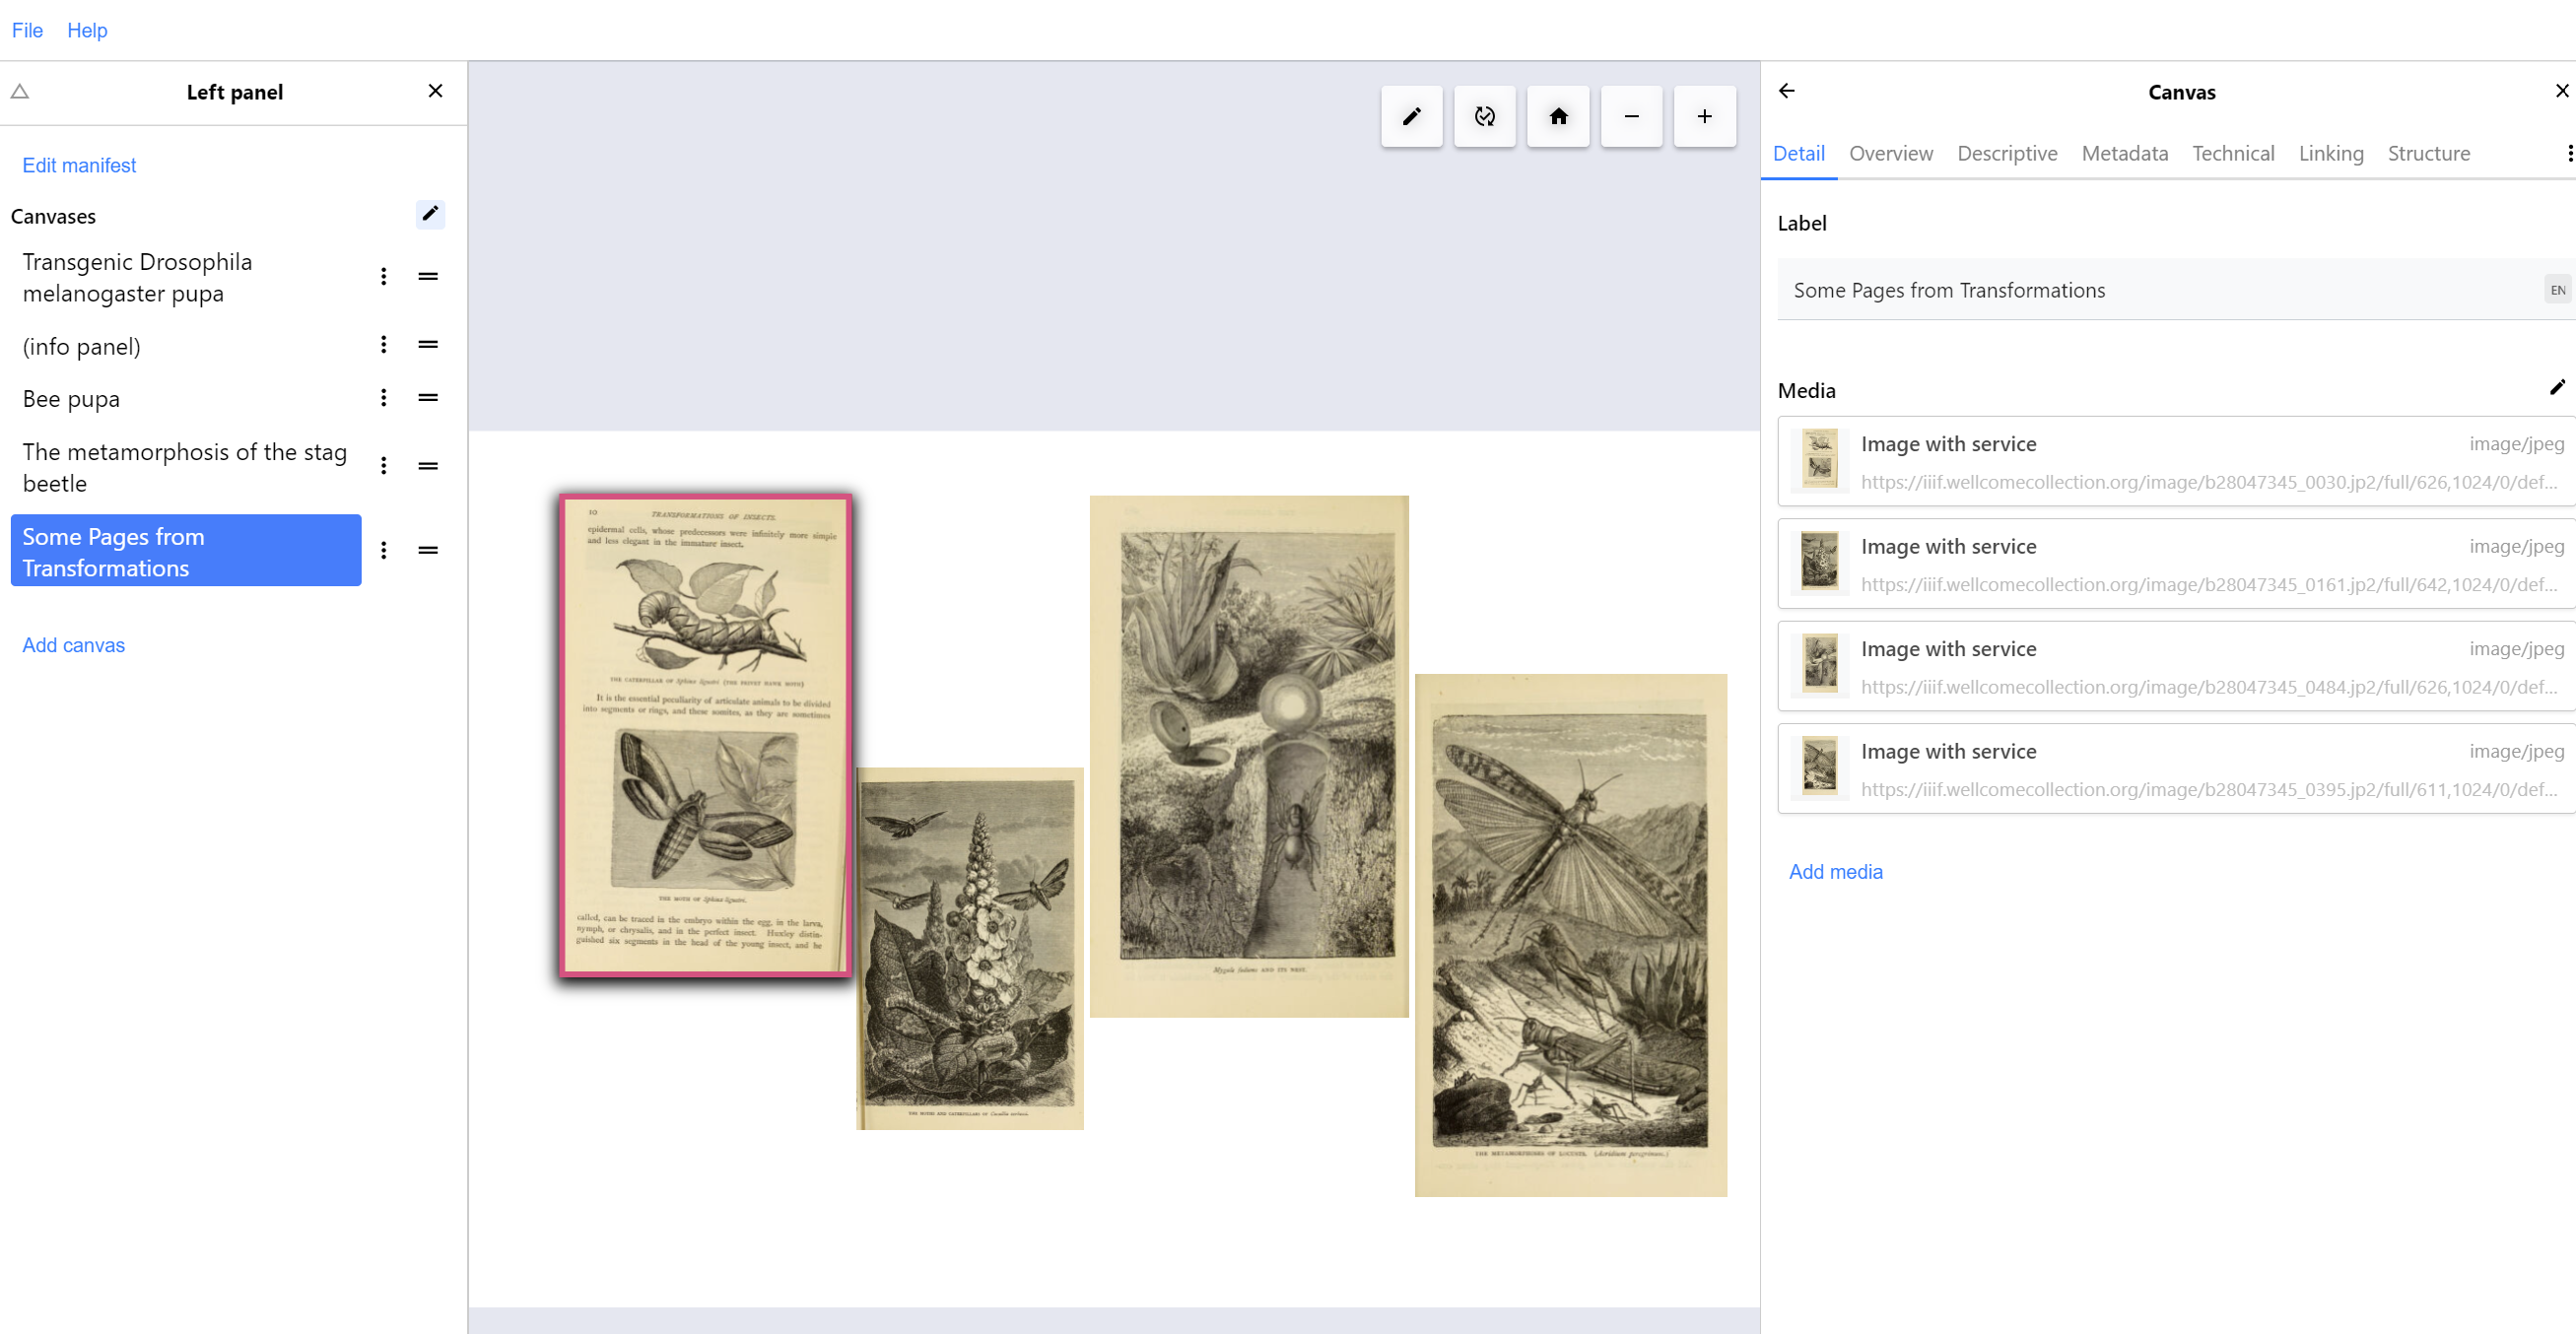 File Help
Left panel
Edit manifest
Canvases
Transgenic Drosophila
melanogaster pupa
(info panel)
Bee pupa
The metamorphosis of the stag
beetle
Some Pages from
Transformations
Add canvas
10 TRANSFORMATIONS OF INSECTS.
epidermal cells, whose predecessors were infinitely more simple
and less elegant in the immature insect.
THE CATERPILLAR OF Sphinx ligustri (THE PRIVET HAWK MOTH)
It is the essential peculiarity of articulate animals to be divided
into segments or rings, and these somites, as they are sometimes
THE MOTH OF Sphinx ligustri.
called, can be traced in the embryo within the egg, in the larva,
nymph, or chrysalis, and in the perfect insect. Huxley distin-
guished six segments in the head of the young insect, and he
THE MOTHS AND CATERPILLARS OF
AND ITS NEST.
THE METAMORPHOSES OF LOCUSTS. (Acridium peregrinum.)
Canvas
Detail Overview Descriptive Metadata Technical Linking Structure
Label
Some Pages from Transformations EN
Media
Image with service image/jpeg
https://iiif.wellcomecollection.org/image/b28047345_0030.jp2/full/626,1024/0/def...
Image with service image/jpeg
https://iiif.wellcomecollection.org/image/b28047345_0161.jp2/full/642,1024/0/def...
Image with service image/jpeg
https://iiif.wellcomecollection.org/image/b28047345_0484.jp2/full/626,1024/0/def...
Image with service image/jpeg
https://iiif.wellcomecollection.org/image/b28047345_0395.jp2/full/611,1024/0/def...
Add media